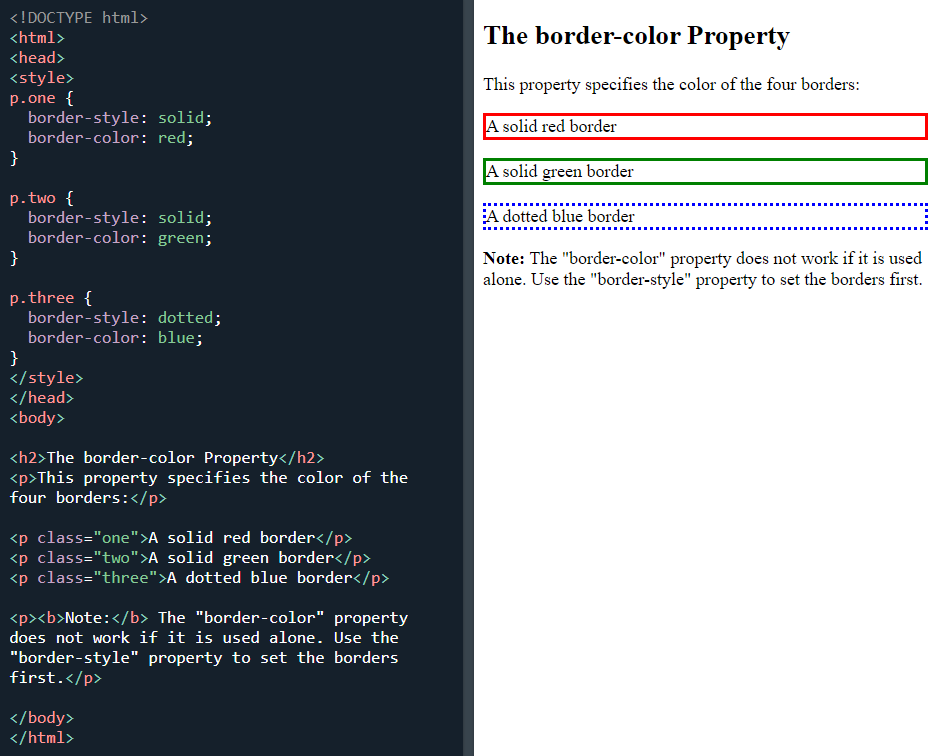 <!DOCTYPE html>
<html>
<head>
<style>
p.one {
  border-style: solid;
  border-color: red;
}

p.two {
  border-style: solid;
  border-color: green;
}

p.three {
  border-style: dotted;
  border-color: blue;
}
</style>
</head>
<body>

<h2>The border-color Property</h2>
<p>This property specifies the color of the
four borders:</p>

<p class="one">A solid red border</p>
<p class="two">A solid green border</p>
<p class="three">A dotted blue border</p>

<p><b>Note:</b> The "border-color" property
does not work if it is used alone. Use the
"border-style" property to set the borders
first.</p>

</body>
</html>

The border-color Property
This property specifies the color of the four borders:
A solid red border
A solid green border
A dotted blue border
Note: The "border-color" property does not work if it is used
alone. Use the "border-style" property to set the borders first.